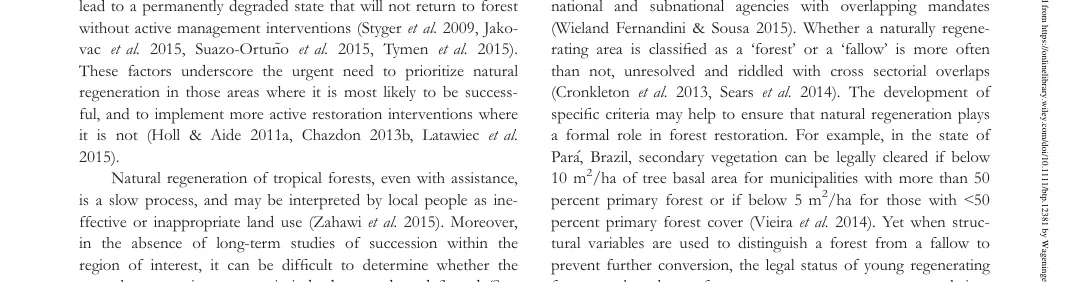 lead to a permanently degraded state that will not return to forest
without active management interventions (Styger et al. 2009, Jako-
vac et al. 2015, Suazo-Ortuño et al. 2015, Tymen et al. 2015).
These factors underscore the urgent need to prioritize natural
regeneration in those areas where it is most likely to be success-
ful, and to implement more active restoration interventions where
it is not (Holl & Aide 2011a, Chazdon 2013b, Latawiec et al.
2015).
Natural regeneration of tropical forests, even with assistance,
is a slow process, and may be interpreted by local people as ine-
ffective or inappropriate land use (Zahawi et al. 2015). Moreover,
in the absence of long-term studies of succession within the
region of interest, it can be difficult to determine whether the
national and subnational agencies with overlapping mandates
(Wieland Fernandini & Sousa 2015). Whether a naturally regene-
rating area is classified as a ‘forest’ or a ‘fallow’ is more often
than not, unresolved and riddled with cross sectorial overlaps
(Cronkleton et al. 2013, Sears et al. 2014). The development of
specific criteria may help to ensure that natural regeneration plays
a formal role in forest restoration. For example, in the state of
Pará, Brazil, secondary vegetation can be legally cleared if below
10 m²/ha of tree basal area for municipalities with more than 50
percent primary forest or if below 5 m²/ha for those with <50
percent primary forest cover (Vieira et al. 2014). Yet when struc-
tural variables are used to distinguish a forest from a fallow to
prevent further conversion, the legal status of young regenerating
from https://onlinelibrary.wiley.com/doi/10.1111/btp.12381 by Wageninge